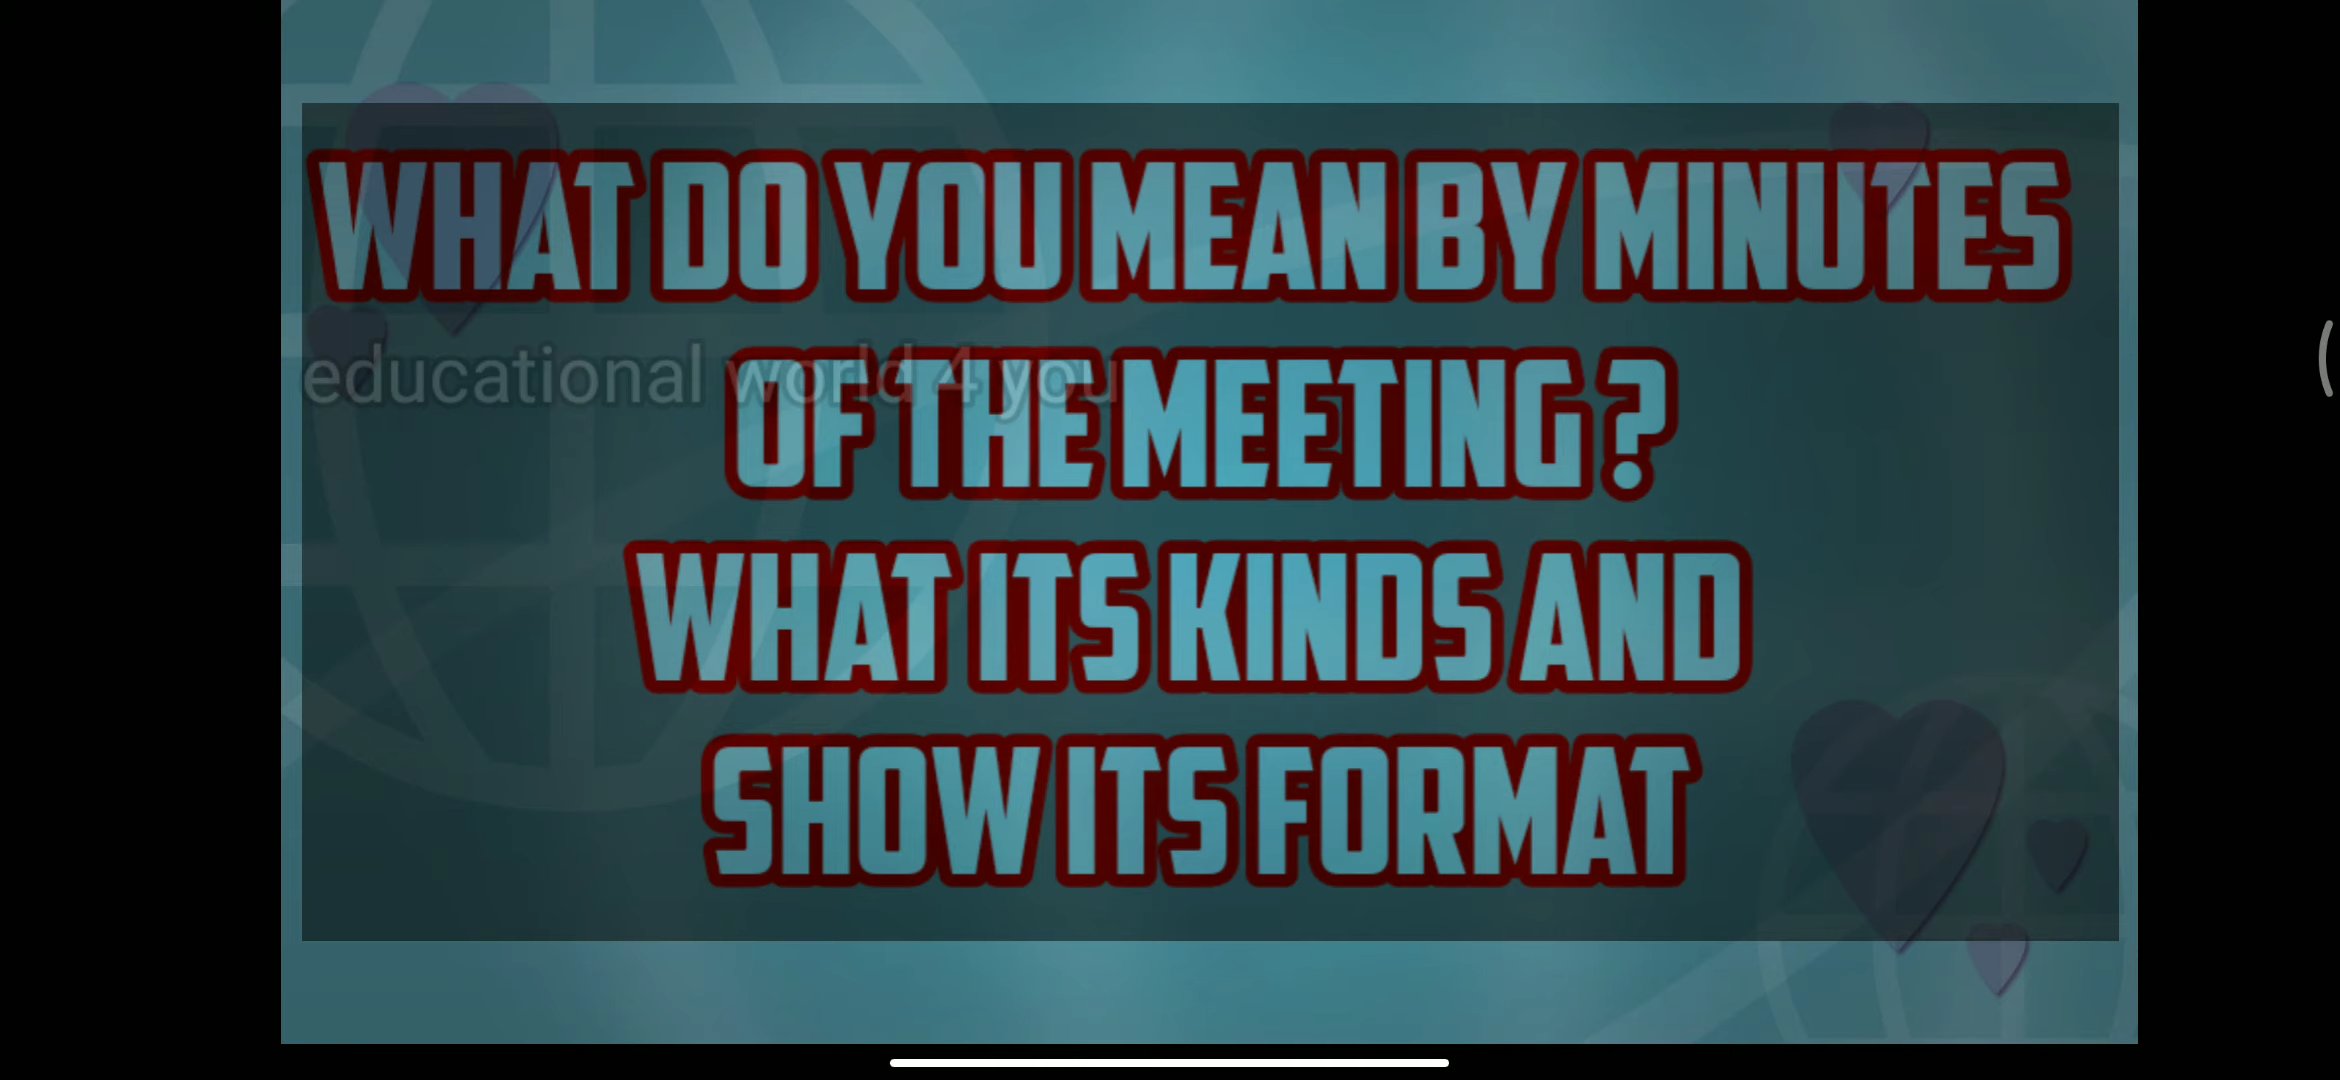 WHAT DO YOU MEAN BY MINUTES
educational world 4 you
OF THE MEETING ?
WHAT ITS KINDS AND
SHOW ITS FORMAT